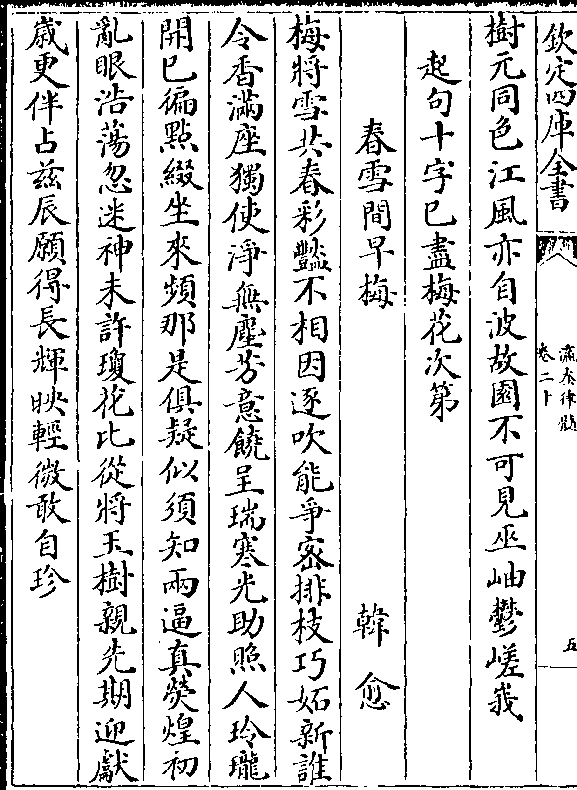 欽定四庫全書
瀛奎律髓
卷二十
五
樹元同色江風亦自波故園不可見巫岫鬱嵯峩
起句十字已盡梅花次第
春雪間早梅
韓愈
梅將雪共春彩豔不相因逐吹能爭密排枝巧妬新誰
令香滿座獨使淨無塵芳意饒呈瑞寒光助照人玲瓏
開已徧點綴坐來頻那是俱疑似須知兩逼真熒煌初
亂眼浩蕩忽迷神未許瓊花比從將玉樹親先期迎獻
歲更伴占兹辰願得長輝映輕微敢自珍